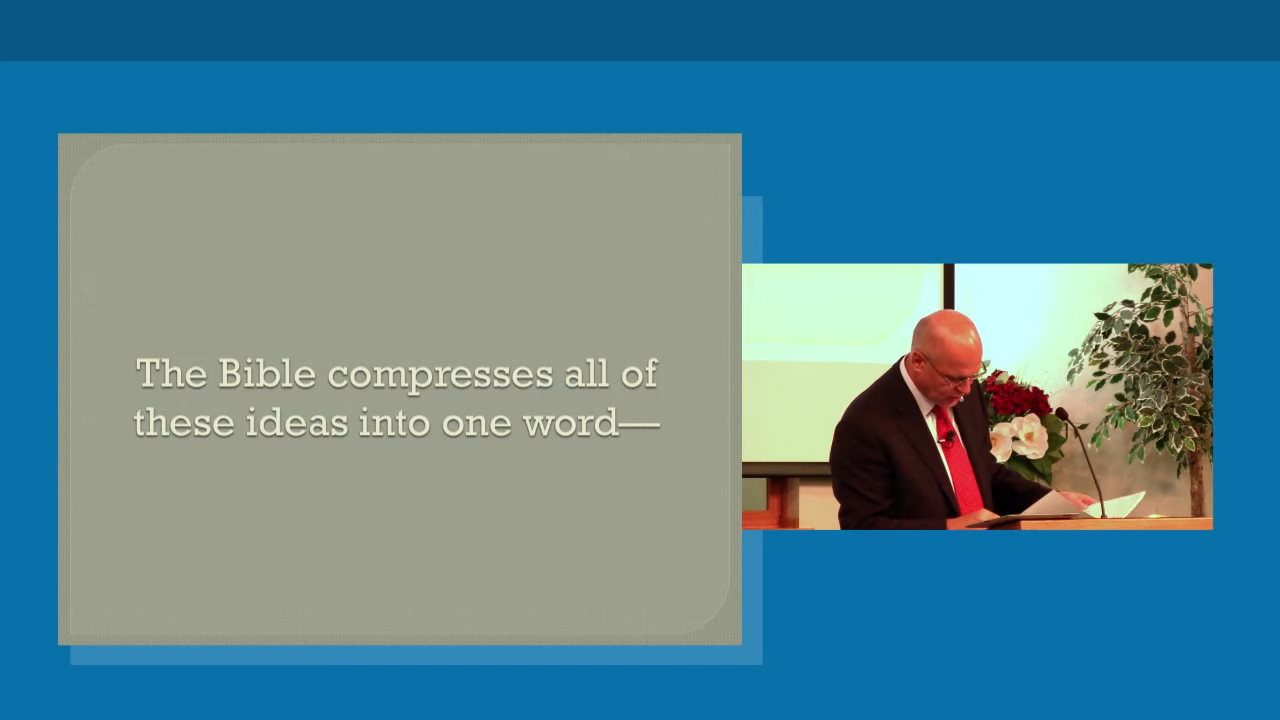 The Bible compresses all of
these ideas into one word—